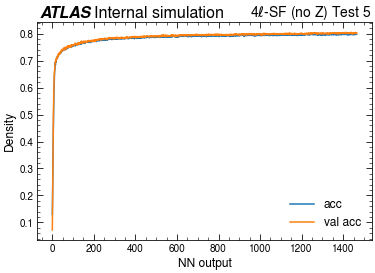 ATLAS Internal simulation 4ℓ-SF (no Z) Test 5
0.8
0.7
0.6
0.5
0.4
0.3
0.2
0.1
Density
acc
val acc
0 200 400 600 800 1000 1200 1400
NN output